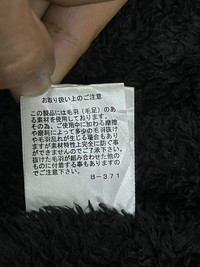 お取り扱い上のご注意
この製品には毛羽(毛足)のあ
る素材を使用しております。
その為、ご使用中に加わる摩擦
や磨耗によって多少の毛羽抜け
や毛羽乱れが生じる場合もあり
ますが素材特性上完全に防ぐ事
ができませんのでご了承下さい。
抜けた毛羽が組み合わせた他のも
のに付着する事もありますの
でご注意下さい。
B-371